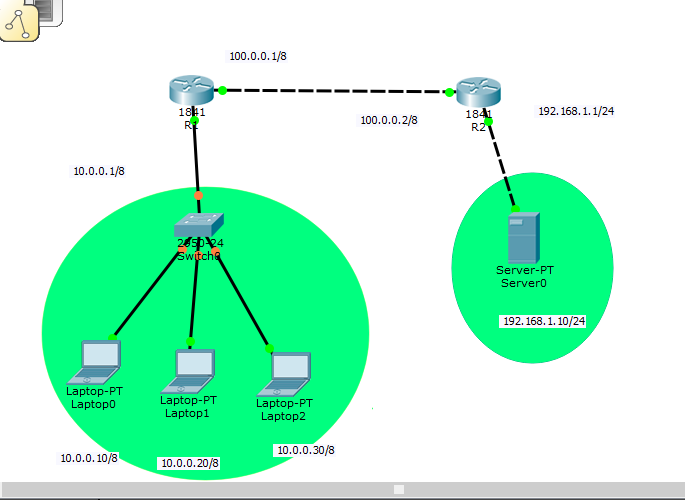 100.0.0.1/8
1841
R1
1841
R2
192.168.1.1/24
100.0.0.2/8
10.0.0.1/8
2950-24
Switch0
Server-PT
Server0
192.168.1.10/24
Laptop-PT
Laptop0
Laptop-PT
Laptop1
Laptop-PT
Laptop2
10.0.0.10/8
10.0.0.20/8
10.0.0.30/8